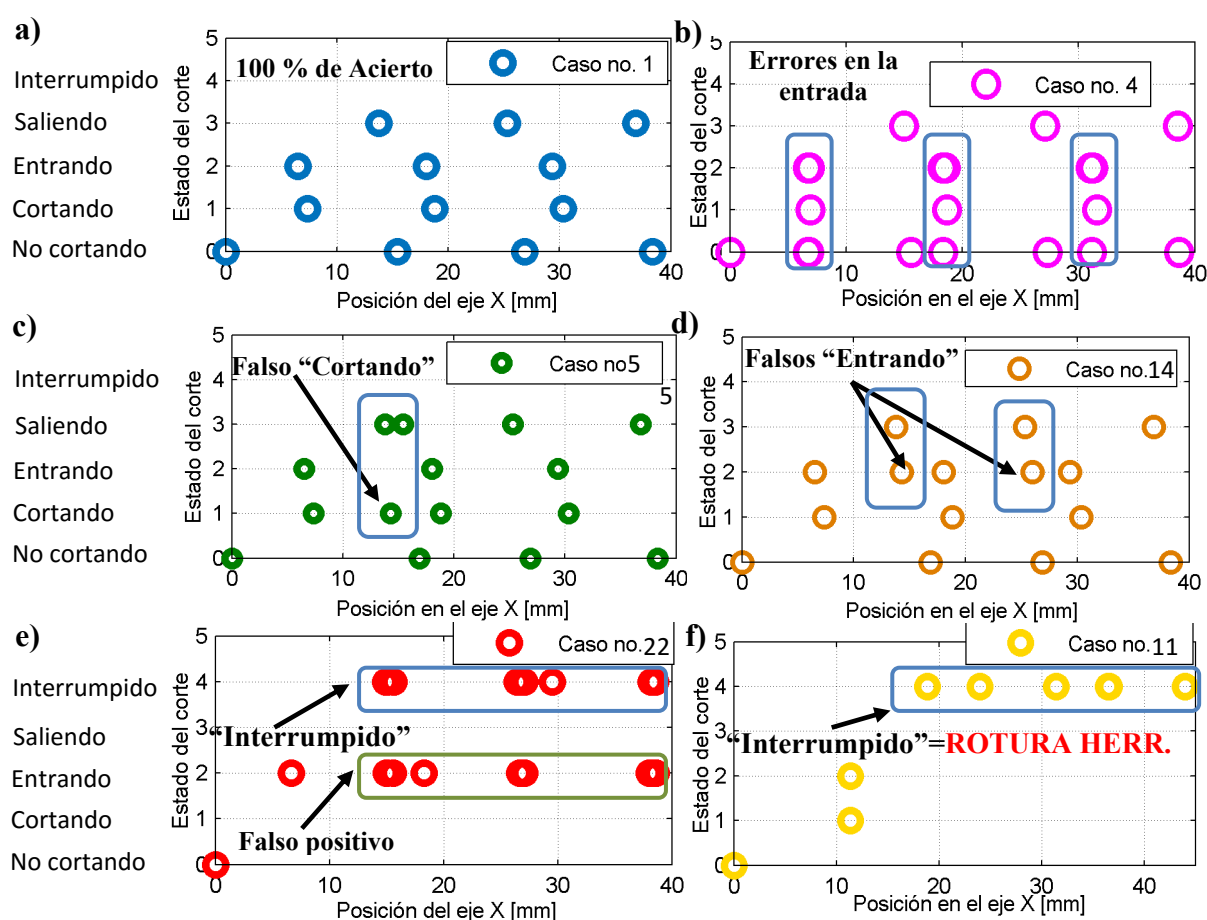 a)
Interrumpido
Saliendo
Entrando
Cortando
No cortando
Estado del corte
5
4
3
2
1
0
100 % de Acierto
Caso no. 1
0 10 20 30 40
Posición del eje X [mm]
b)
Estado del corte
5
4
3
2
1
0
Errores en la
entrada
Caso no. 4
0 10 20 30 40
Posición en el eje X [mm]
c)
Interrumpido
Saliendo
Entrando
Cortando
No cortando
Estado del corte
5
4
3
2
1
0
Falso “Cortando”
Caso no5
5
0 10 20 30 40
Posición en el eje X [mm]
d)
Estado del corte
5
4
3
2
1
0
Falsos “Entrando”
Caso no.14
0 10 20 30 40
Posición en el eje X [mm]
e)
Interrumpido
Saliendo
Entrando
Cortando
No cortando
Estado del corte
5
4
3
2
1
0
Caso no.22
“Interrumpido”
Falso positivo
0 10 20 30 40
Posición del eje X [mm]
f)
Estado del corte
5
4
3
2
1
0
Caso no.11
“Interrumpido”=ROTURA HERR.
0 10 20 30 40
Posición en el eje X [mm]